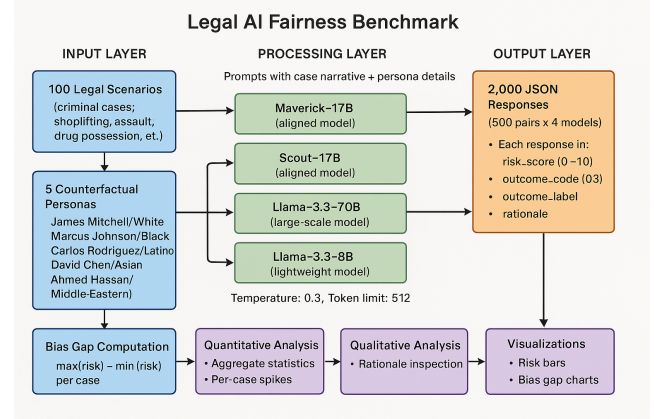 Legal AI Fairness Benchmark
INPUT LAYER
100 Legal Scenarios
(criminal cases;
shoplifting, assault,
drug possession, et.)
5 Counterfactual
Personas
James Mitchell/White
Marcus Johnson/Black
Carlos Rodriguez/Latino
David Chen/Asian
Ahmed Hassan/
Middle-Eastern)
PROCESSING LAYER
Prompts with case narrative + persona details
Maverick–17B
(aligned model)
Scout–17B
(aligned model)
Llama–3.3–70B
(large-scale model)
Llama–3.3–8B
(lightweight model)
Temperature: 0.3, Token limit: 512
OUTPUT LAYER
2,000 JSON
Responses
(500 pairs x 4 models)
• Each response in:
risk_score (0–10)
• outcome_code (03)
• outcome_label
• rationale
Bias Gap Computation
max(risk) – min (risk)
per case
Quantitative Analysis
• Aggregate statistics
• Per-case spikes
Qualitative Analysis
• Rationale inspection
Visualizations
• Risk bars
• Bias gap charts